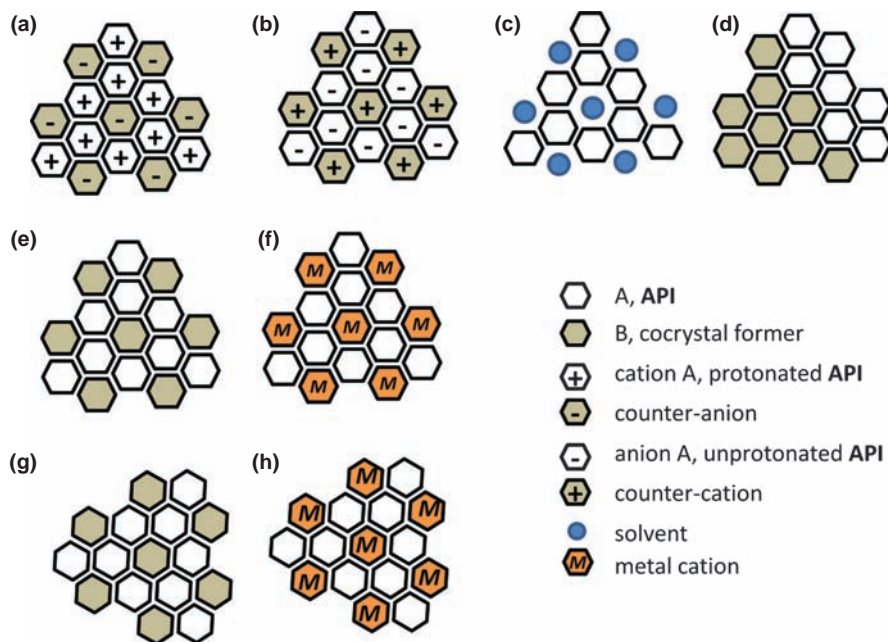 (a)
+
- -
+
+ +
- - -
+ +
+ + +
- -
(b)
-
+ +
-
- -
+ + +
- -
- - -
+ +
(c)
(d)
(e)
(f)
M M
M M M
M M
(g)
(h)
M
M M
M
M M
M
A, API
B, cocrystal former
+ cation A, protonated API
- counter-anion
- anion A, unprotonated API
+ counter-cation
solvent
M metal cation